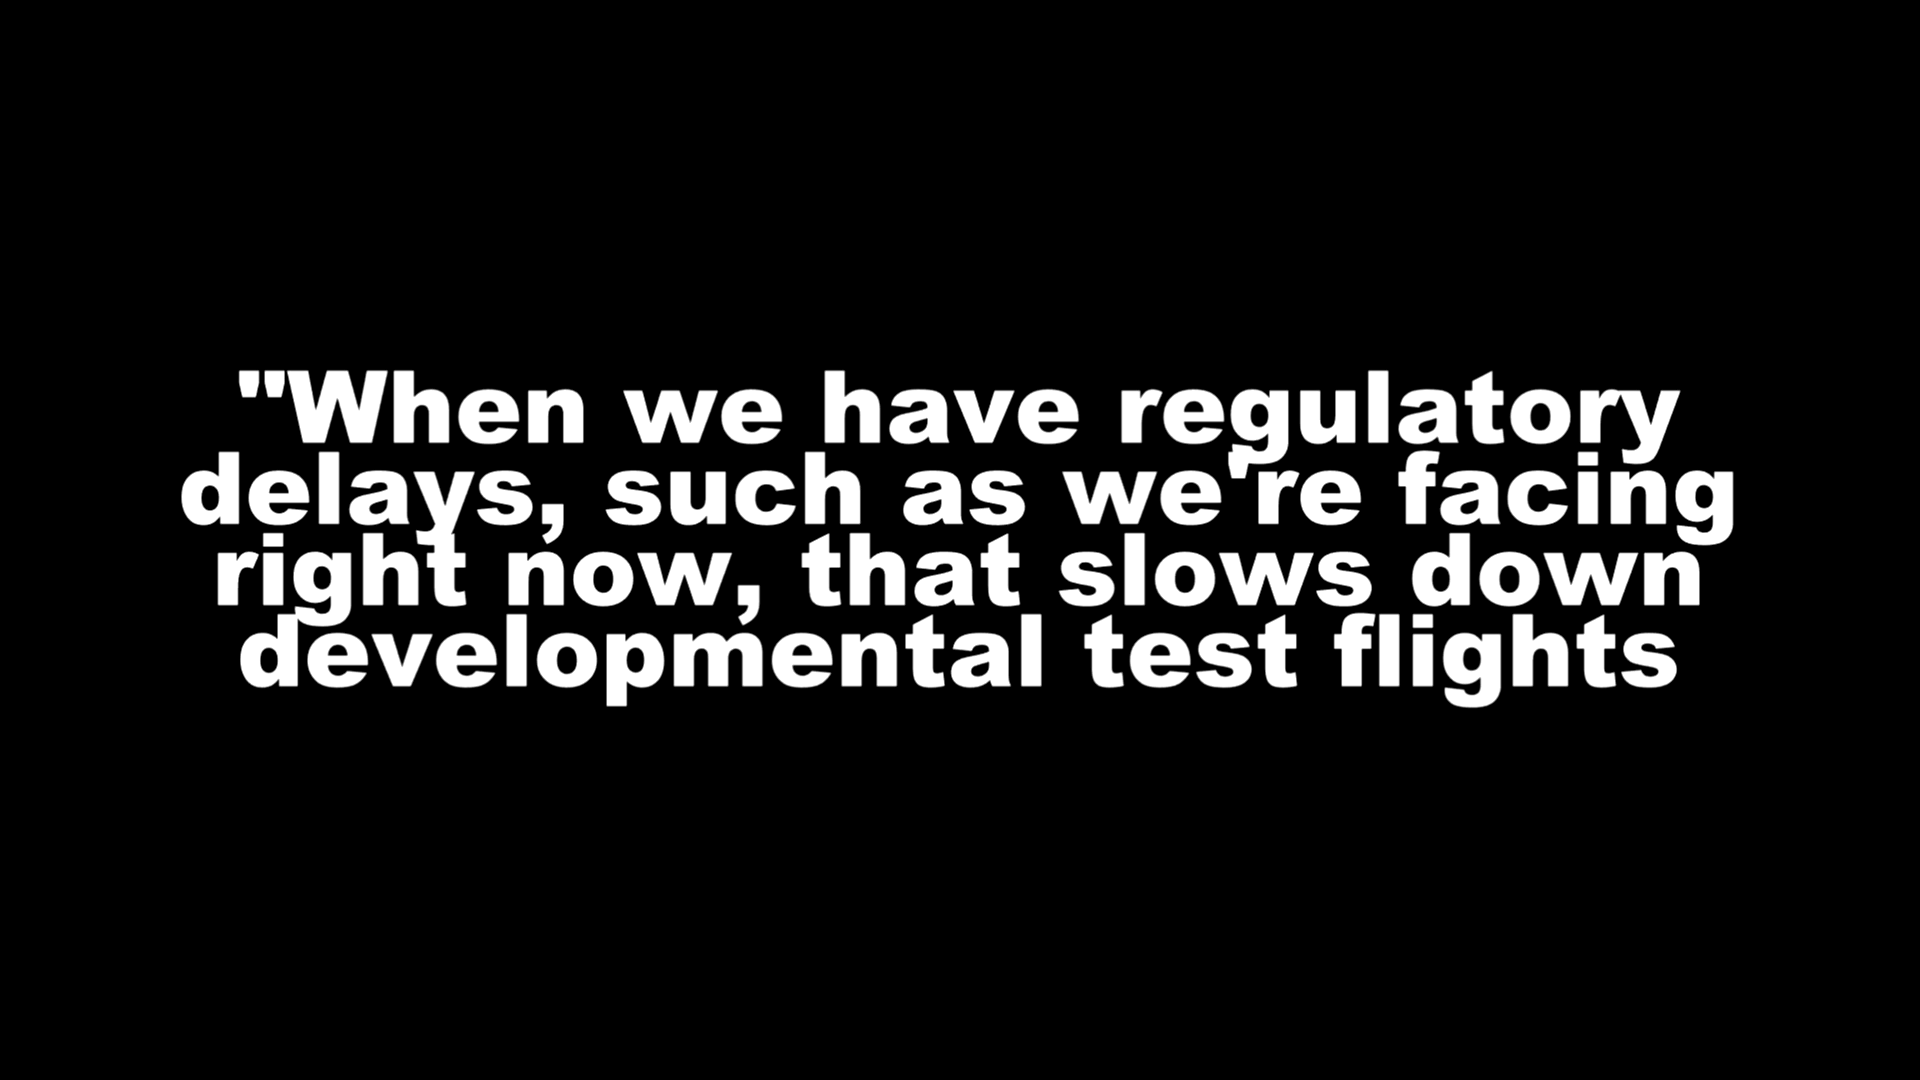 "When we have regulatory
delays, such as we're facing
right now, that slows down
developmental test flights